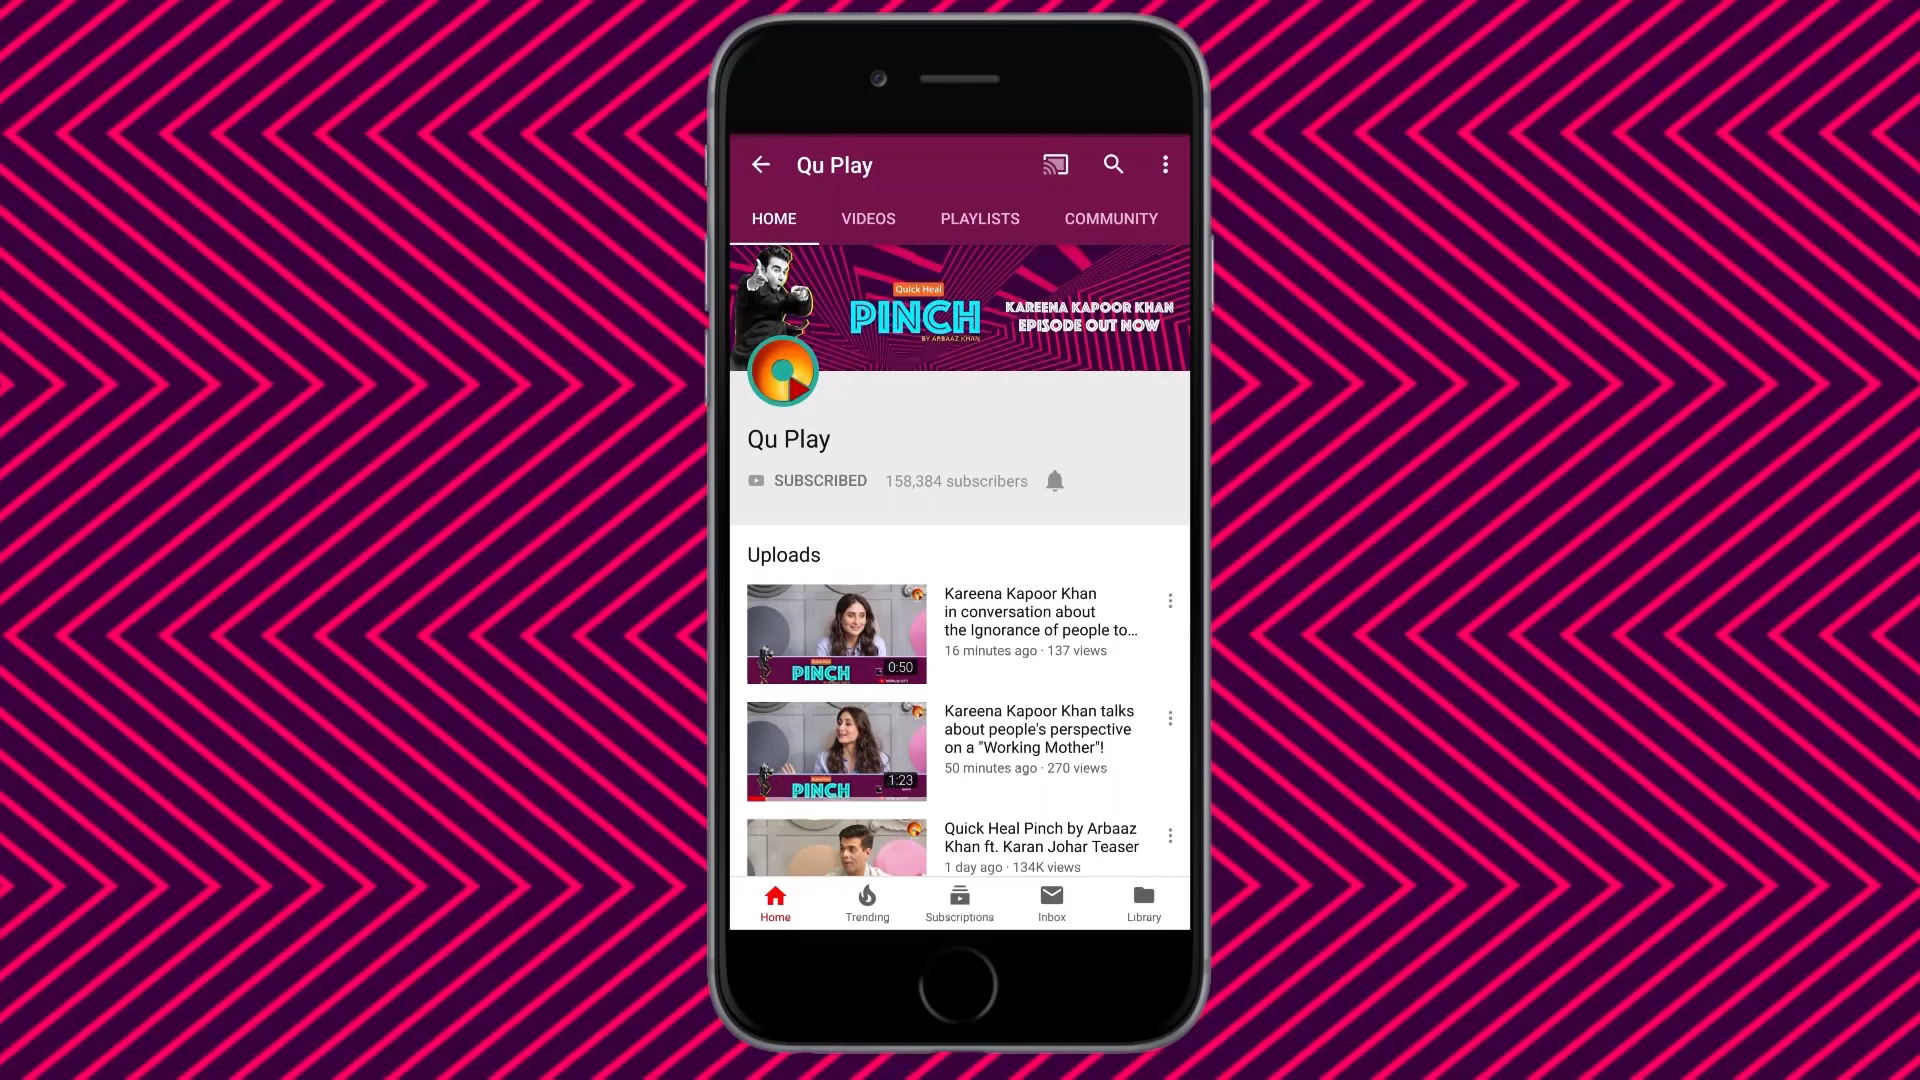 Qu Play
HOME VIDEOS PLAYLISTS COMMUNITY
Quick Heal
PINCH
BY ARBAAZ KHAN
KAREENA KAPOOR KHAN
EPISODE OUT NOW
Qu Play
SUBSCRIBED 158,384 subscribers
Uploads
Kareena Kapoor Khan
in conversation about
the Ignorance of people to...
16 minutes ago · 137 views
Quick Heal
PINCH
0:50
Kareena Kapoor Khan talks
about people's perspective
on a "Working Mother"!
50 minutes ago · 270 views
Quick Heal
PINCH
1:23
Quick Heal Pinch by Arbaaz
Khan ft. Karan Johar Teaser
1 day ago · 134K views
Home Trending Subscriptions Inbox Library